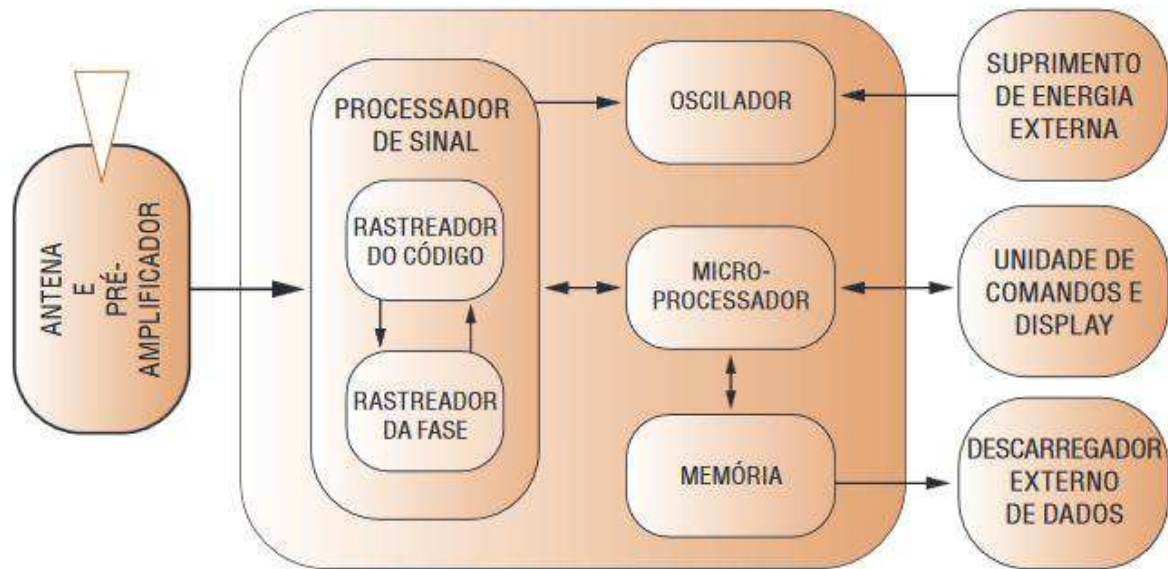 ANTENA
E
PRÉ-
AMPLIFICADOR
PROCESSADOR
DE SINAL
RASTREADOR
DO CÓDIGO
RASTREADOR
DA FASE
OSCILADOR
MICRO-
PROCESSADOR
MEMÓRIA
SUPRIMENTO
DE ENERGIA
EXTERNA
UNIDADE DE
COMANDOS E
DISPLAY
DESCARREGADOR
EXTERNO
DE DADOS